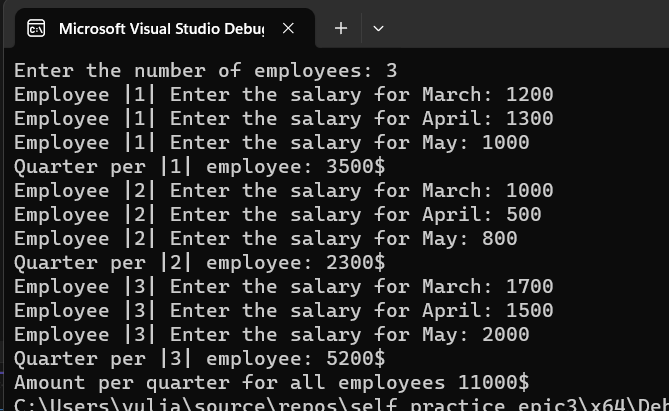 Microsoft Visual Studio Debu
Enter the number of employees: 3
Employee |1| Enter the salary for March: 1200
Employee |1| Enter the salary for April: 1300
Employee |1| Enter the salary for May: 1000
Quarter per |1| employee: 3500$
Employee |2| Enter the salary for March: 1000
Employee |2| Enter the salary for April: 500
Employee |2| Enter the salary for May: 800
Quarter per |2| employee: 2300$
Employee |3| Enter the salary for March: 1700
Employee |3| Enter the salary for April: 1500
Employee |3| Enter the salary for May: 2000
Quarter per |3| employee: 5200$
Amount per quarter for all employees 11000$
C:\Users\yulia\source\repos\self practice epic3\x64\Deb